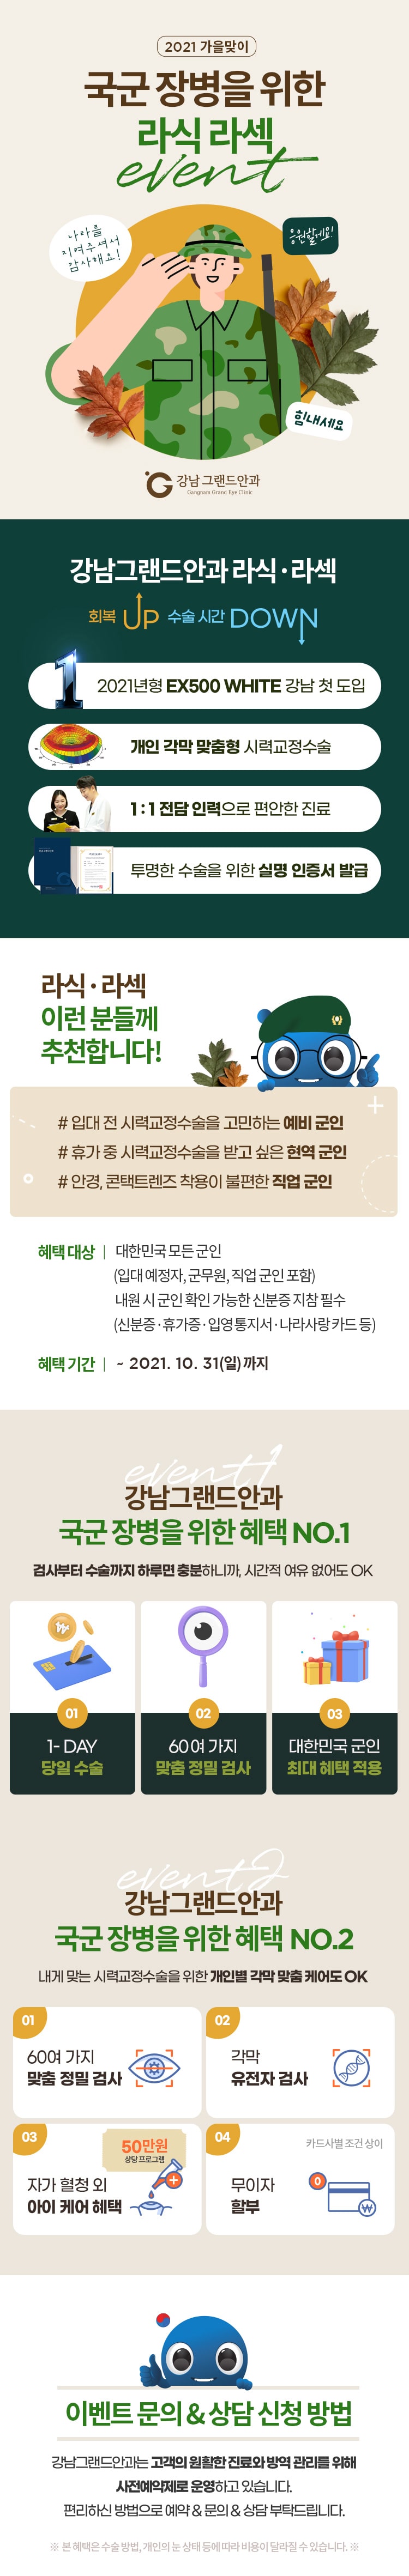 2021 가을맞이
국군 장병을 위한
라식 라섹
event
나라를
지켜주셔서
감사해요!
응원할게요!
힘내세요
강남 그랜드안과
Gangnam Grand Eye Clinic
강남그랜드안과 라식·라섹
회복 UP 수술 시간 DOWN
1
2021년형 EX500 WHITE 강남 첫 도입
개인 각막 맞춤형 시력교정수술
1:1 전담 인력으로 편안한 진료
투명한 수술을 위한 실명 인증서 발급
라식·라섹
이런 분들께
추천합니다!
# 입대 전 시력교정수술을 고민하는 예비 군인
# 휴가 중 시력교정수술을 받고 싶은 현역 군인
# 안경, 콘택트렌즈 착용이 불편한 직업 군인
혜택 대상 | 대한민국 모든 군인
(입대 예정자, 군무원, 직업 군인 포함)
내원 시 군인 확인 가능한 신분증 지참 필수
(신분증·휴가증·입영통지서·나라사랑카드 등)
혜택 기간 | ~ 2021. 10. 31(일)까지
event1
강남그랜드안과
국군 장병을 위한 혜택 NO.1
검사부터 수술까지 하루면 충분하니까, 시간적 여유 없어도 OK
01
1- DAY
당일 수술
02
60여 가지
맞춤 정밀 검사
03
대한민국 군인
최대 혜택 적용
event2
강남그랜드안과
국군 장병을 위한 혜택 NO.2
내게 맞는 시력교정수술을 위한 개인별 각막 맞춤 케어도 OK
01
60여 가지
맞춤 정밀 검사
02
각막
유전자 검사
03
50만원
상당 프로그램
자가 혈청 외
아이 케어 혜택
04
카드사별 조건 상이
무이자
할부
0
₩
이벤트 문의 & 상담 신청 방법
강남그랜드안과는 고객의 원활한 진료와 방역 관리를 위해
사전예약제로 운영하고 있습니다.
편리하신 방법으로 예약 & 문의 & 상담 부탁드립니다.
※ 본 혜택은 수술 방법, 개인의 눈 상태 등에 따라 비용이 달라질 수 있습니다. ※